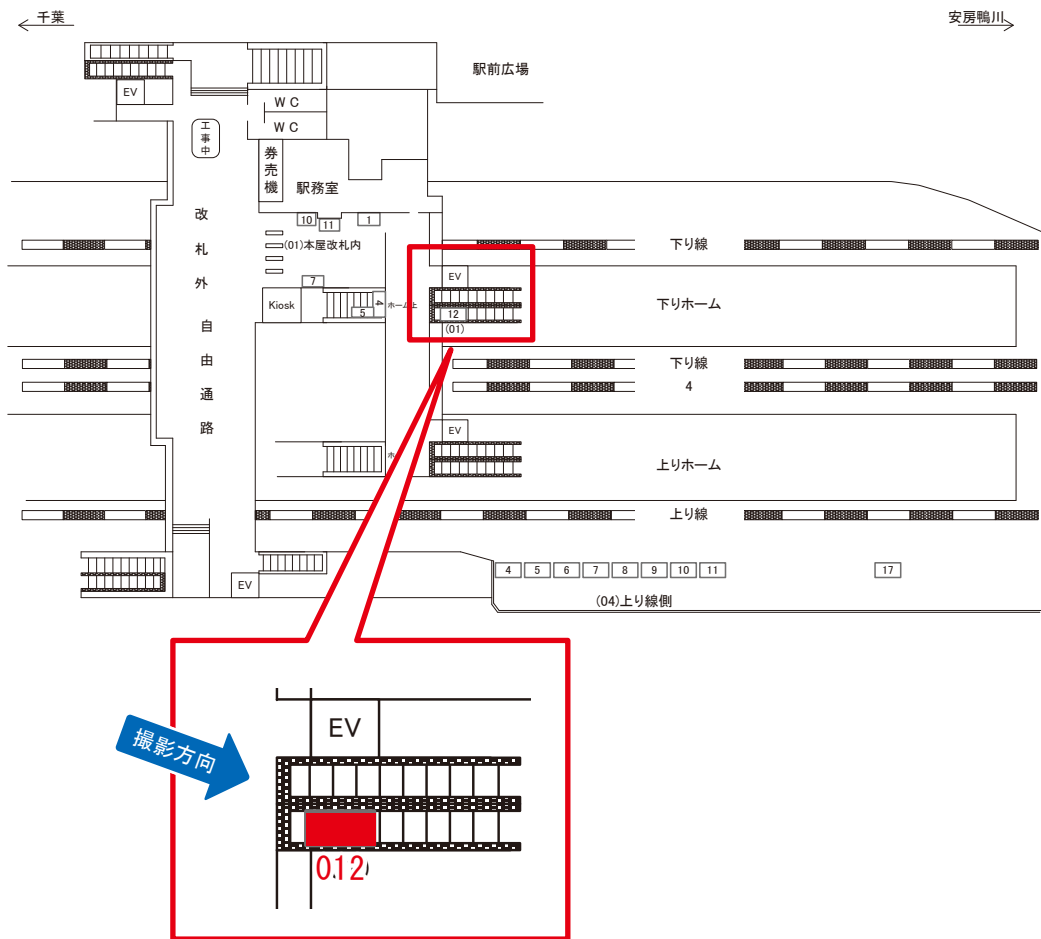 千葉
安房鴨川
駅前広場
EV
WC
WC
工事中
券売機
駅務室
改札外 自由通路
10
11
1
(01)本屋改札内
下り線
7
EV
Kiosk
4
5
ホーム上
12
(01)
下りホーム
下り線
4
EV
ホ
上りホーム
上り線
EV
4 5 6 7 8 9 10 11 17
(04)上り線側
撮影方向
EV
012